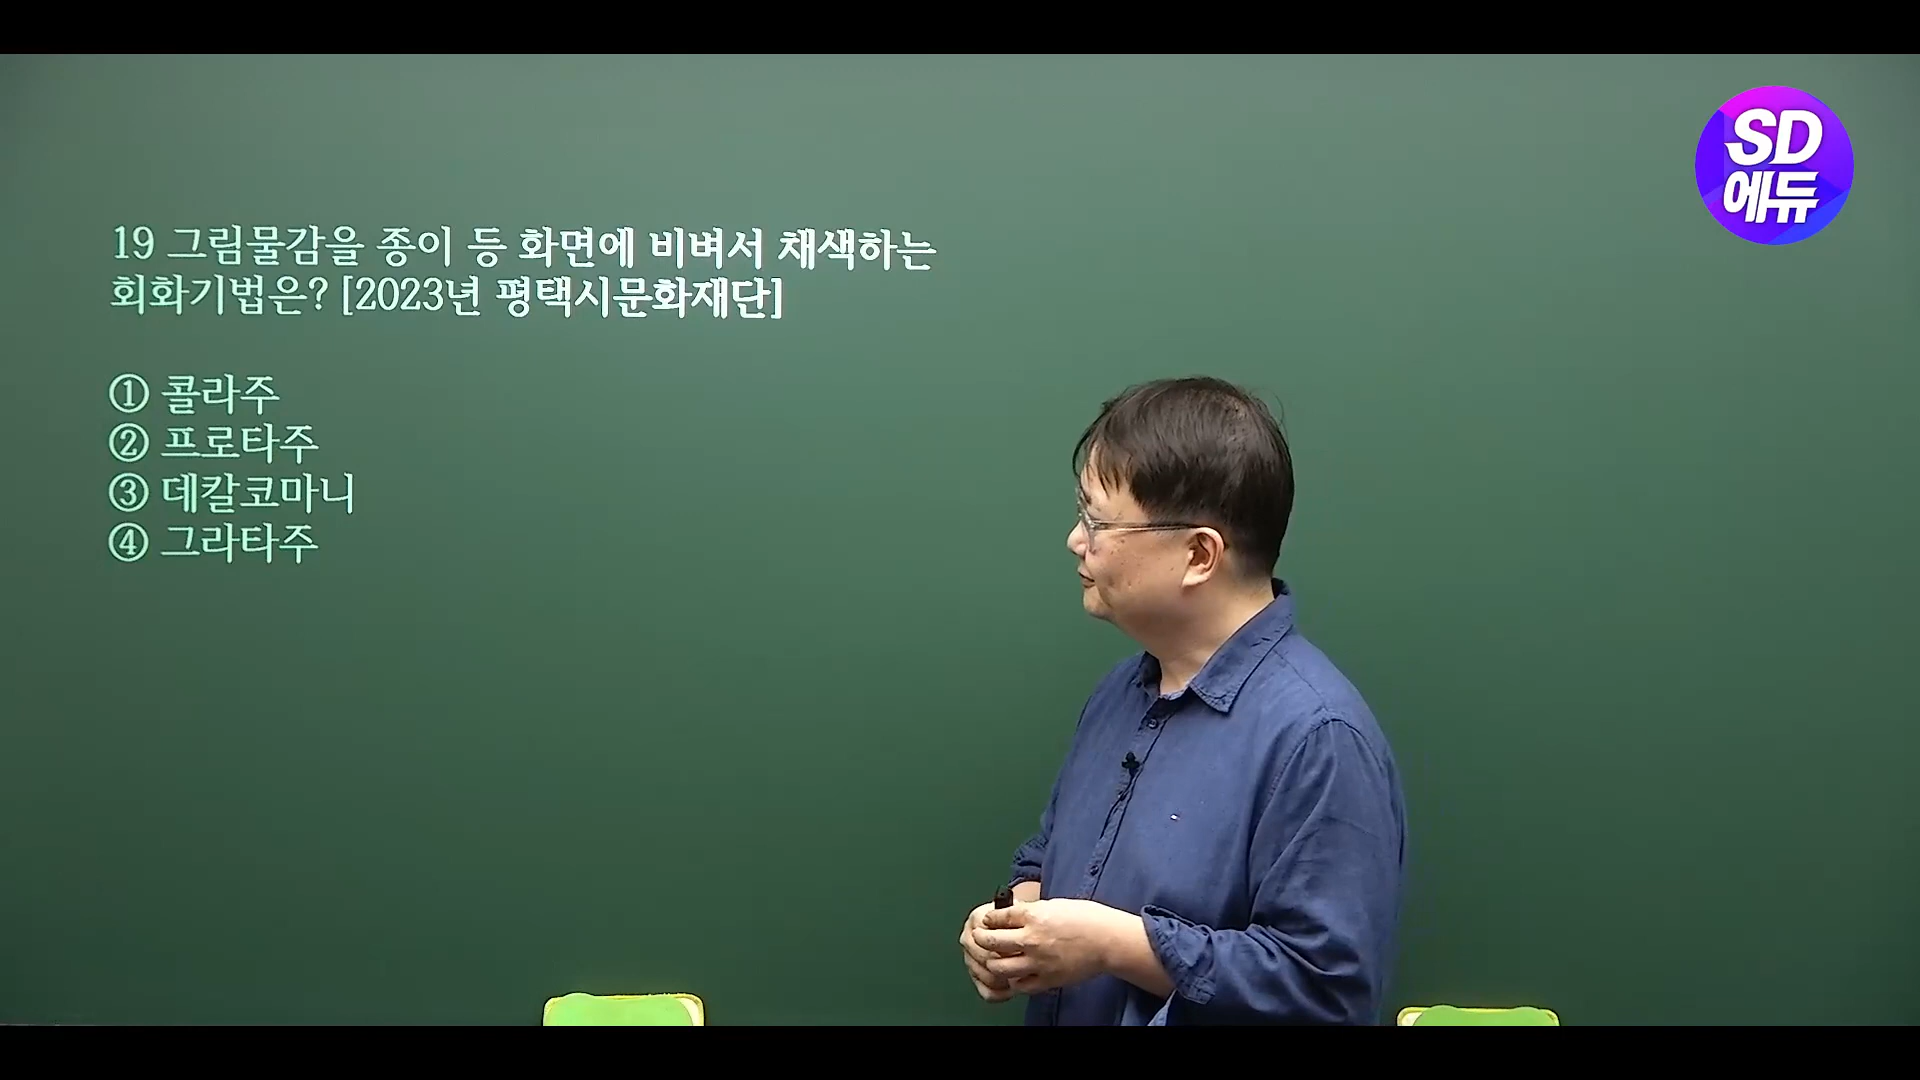 SD
에듀
19 그림물감을 종이 등 화면에 비벼서 채색하는
회화기법은? [2023년 평택시문화재단]
① 콜라주
② 프로타주
③ 데칼코마니
④ 그라타주